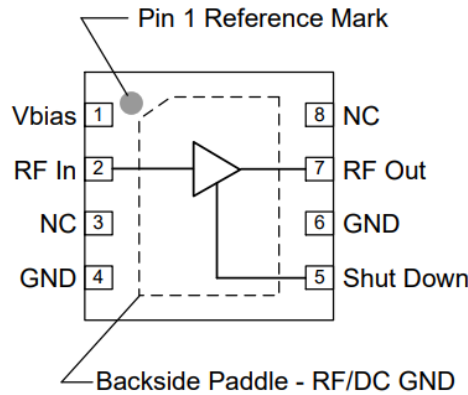 Pin 1 Reference Mark
Vbias 1
8 NC
RF In 2
7 RF Out
NC 3
6 GND
GND 4
5 Shut Down
Backside Paddle - RF/DC GND